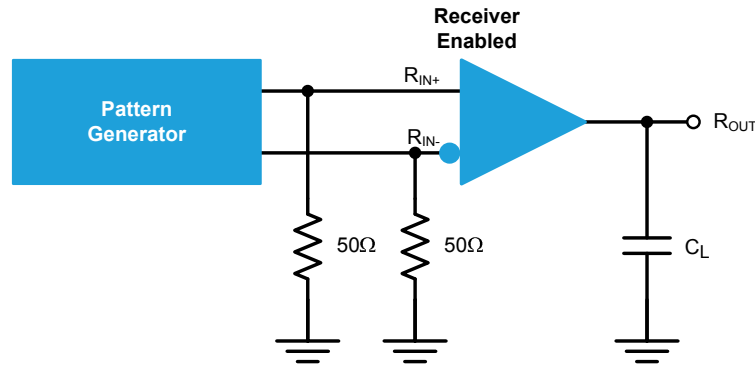 Receiver
Enabled
Pattern
Generator
RIN+
RIN-
ROUT
50Ω
50Ω
CL